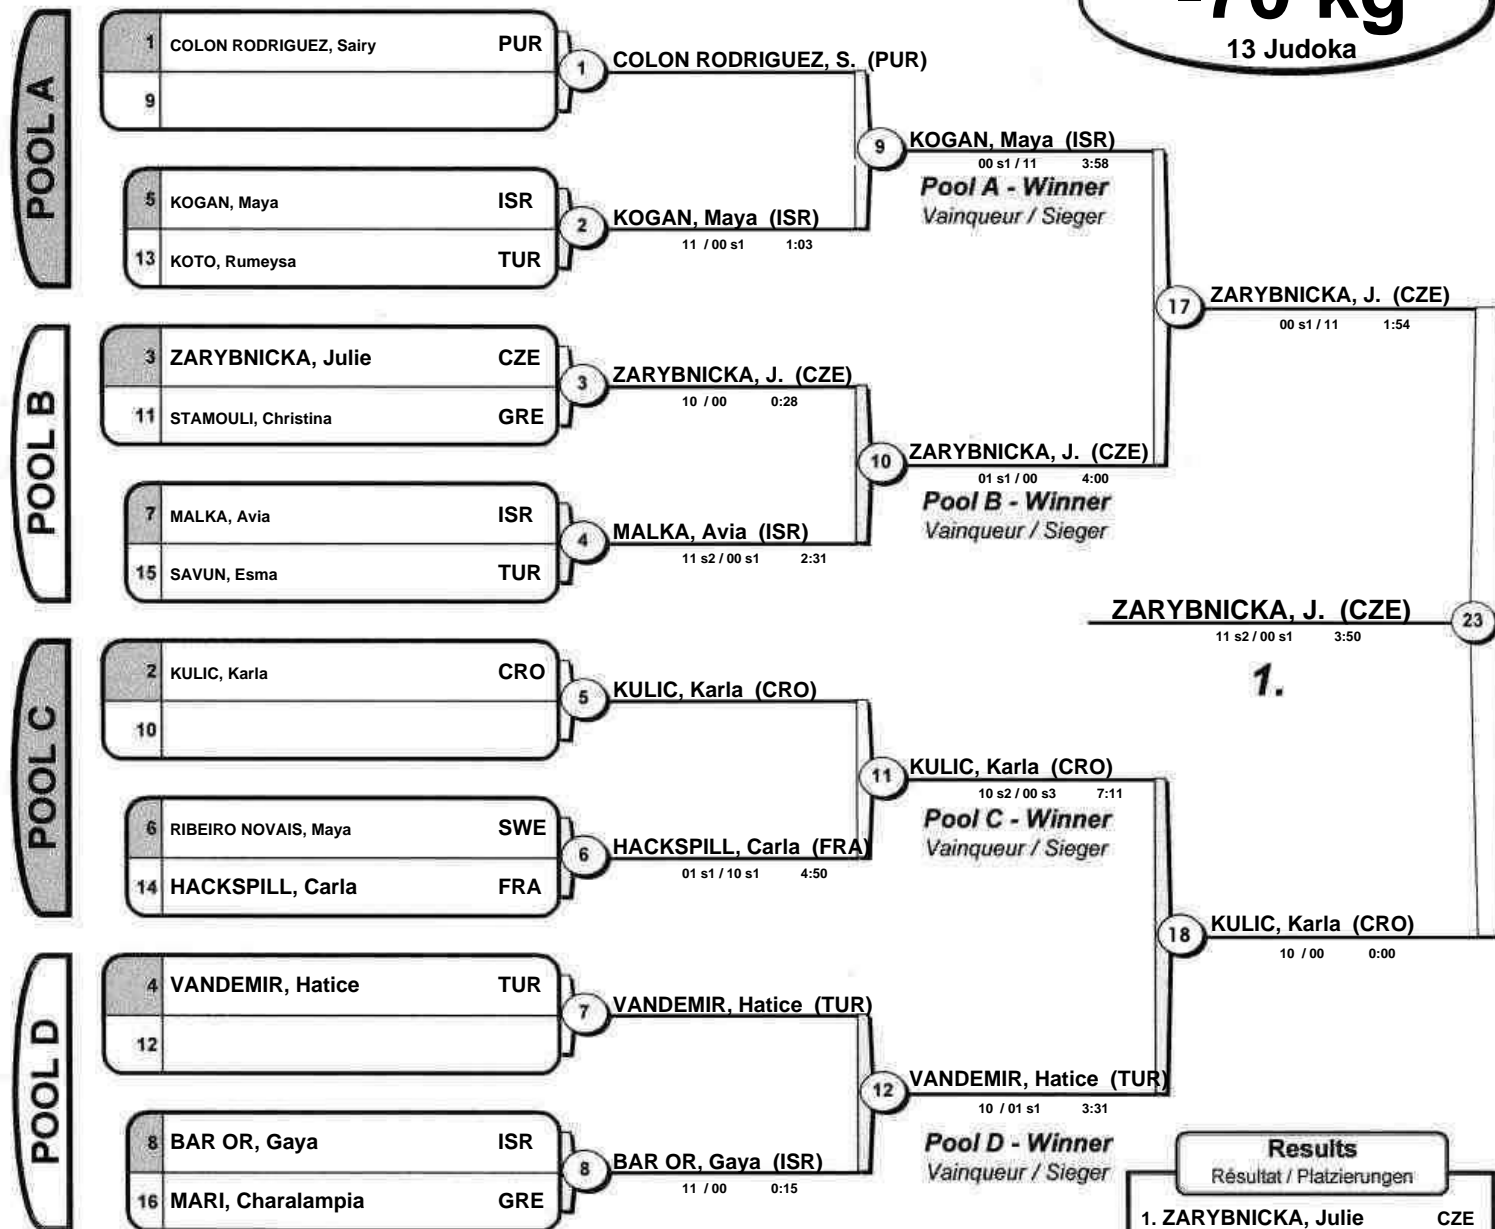 -70 kg
13 Judoka
POOL A
1 COLON RODRIGUEZ, Sairy PUR
9
1
COLON RODRIGUEZ, S. (PUR)
5 KOGAN, Maya ISR
13 KOTO, Rumeysa TUR
2
KOGAN, Maya (ISR)
11 / 00 s1 1:03
9
KOGAN, Maya (ISR)
00 s1 / 11 3:58
Pool A - Winner
Vainqueur / Sieger
POOL B
3 ZARYBNICKA, Julie CZE
11 STAMOULI, Christina GRE
3
ZARYBNICKA, J. (CZE)
10 / 00 0:28
7 MALKA, Avia ISR
15 SAVUN, Esma TUR
4
MALKA, Avia (ISR)
11 s2 / 00 s1 2:31
10
ZARYBNICKA, J. (CZE)
01 s1 / 00 4:00
Pool B - Winner
Vainqueur / Sieger
17
ZARYBNICKA, J. (CZE)
00 s1 / 11 1:54
ZARYBNICKA, J. (CZE)
23
11 s2 / 00 s1 3:50
1.
POOL C
2 KULIC, Karla CRO
10
5
KULIC, Karla (CRO)
6 RIBEIRO NOVAIS, Maya SWE
14 HACKSPILL, Carla FRA
6
HACKSPILL, Carla (FRA)
01 s1 / 10 s1 4:50
11
KULIC, Karla (CRO)
10 s2 / 00 s3 7:11
Pool C - Winner
Vainqueur / Sieger
18
KULIC, Karla (CRO)
10 / 00 0:00
POOL D
4 VANDEMIR, Hatice TUR
12
7
VANDEMIR, Hatice (TUR)
8 BAR OR, Gaya ISR
16 MARI, Charalampia GRE
8
BAR OR, Gaya (ISR)
11 / 00 0:15
12
VANDEMIR, Hatice (TUR)
10 / 01 s1 3:31
Pool D - Winner
Vainqueur / Sieger
Results
Résultat / Platzierungen
1. ZARYBNICKA, Julie CZE